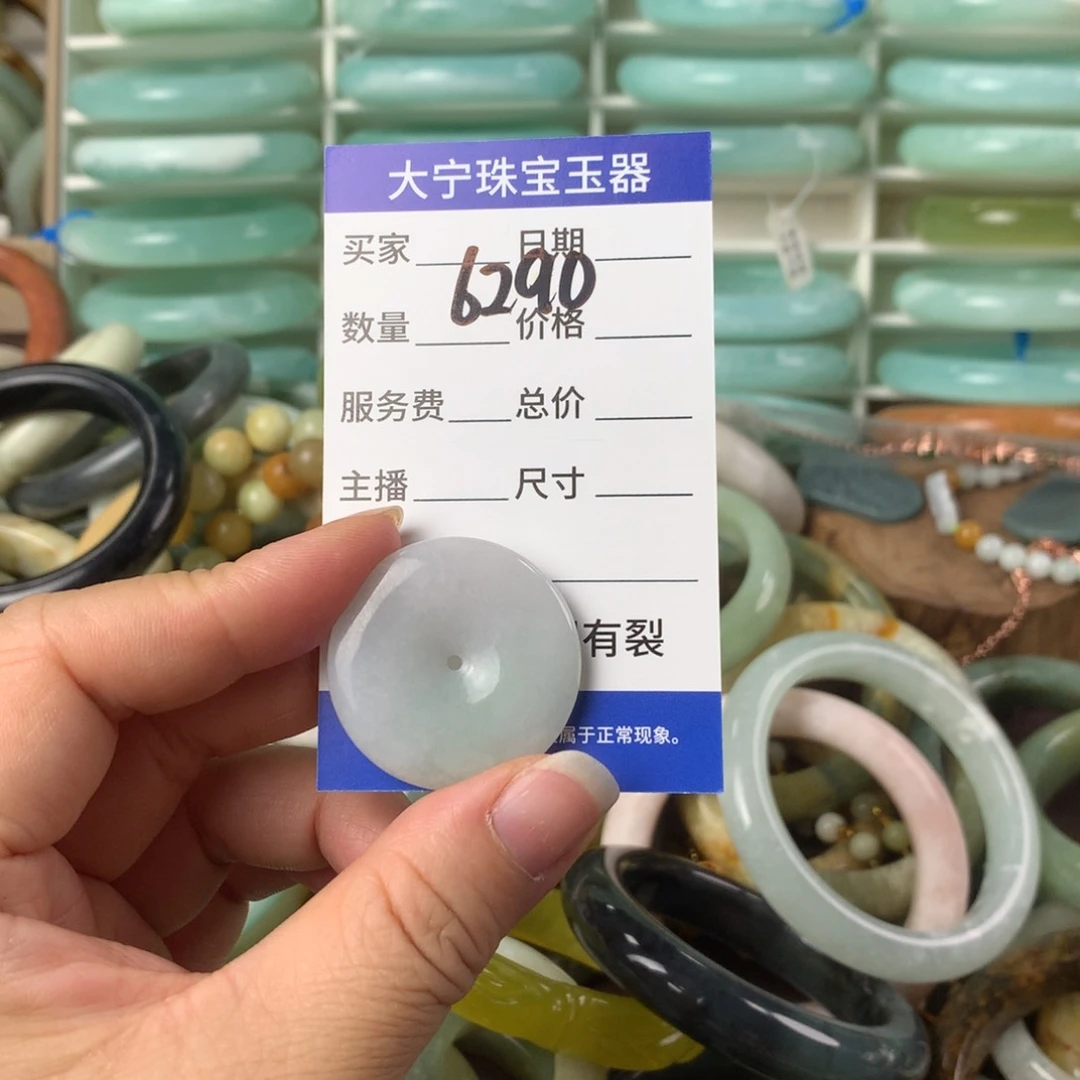 大宁珠宝玉器
买家 日期
6290
数量 价格
服务费 总价
主播 尺寸
有裂
属于正常现象。